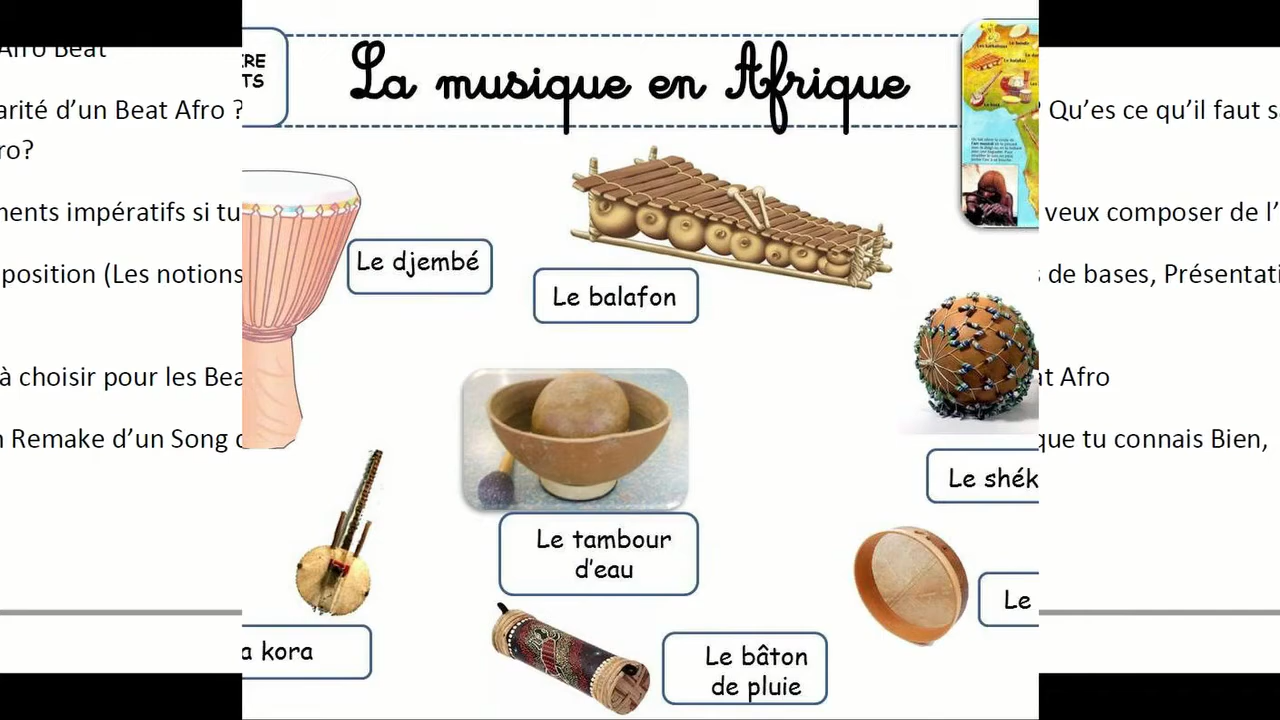 Afro Beat
RE
TS
La musique en Afrique
arité d’un Beat Afro ?
Qu’es ce qu’il faut s
ro?
ments impératifs si tu
veux composer de l’
Le djembé
position (Les notions
s de bases, Présentati
Le balafon
à choisir pour les Bea
at Afro
n Remake d’un Song
que tu connais Bien,
Le shék
Le tambour
d’eau
Le
a kora
Le bâton
de pluie